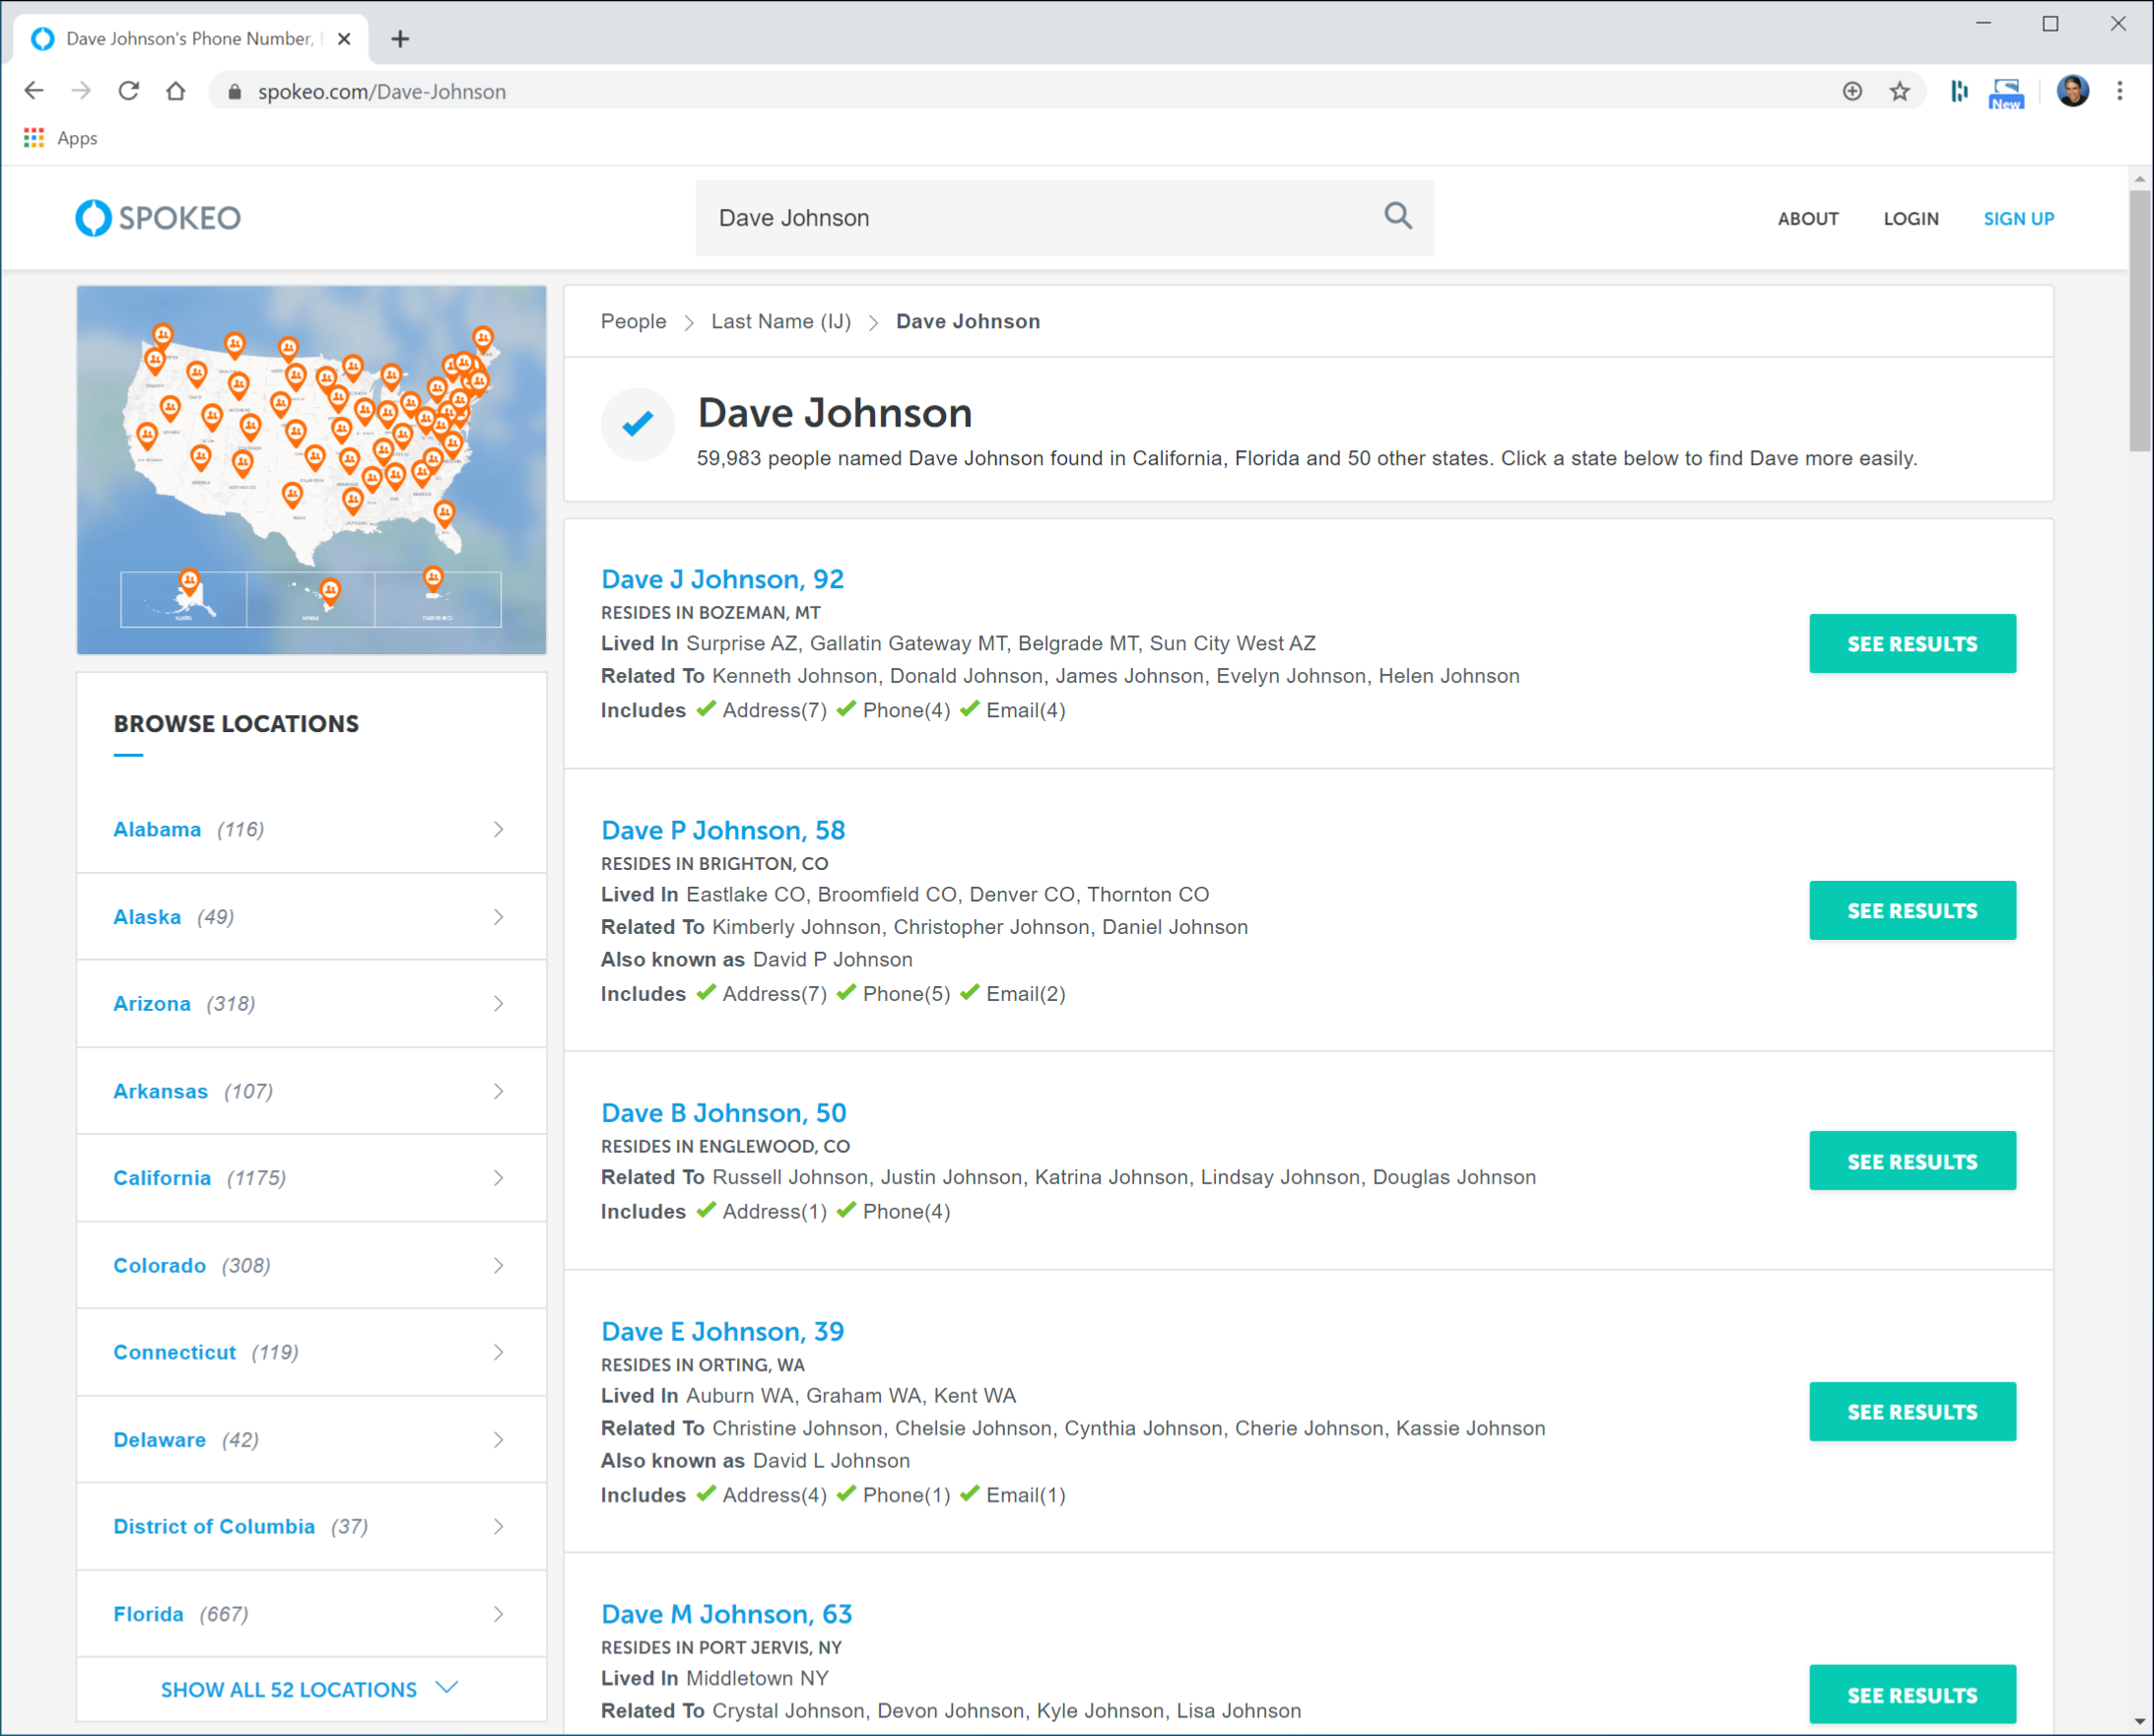 Dave Johnson's Phone Number,
spokeo.com/Dave-Johnson
New
Apps
SPOKEO
Dave Johnson
ABOUT
LOGIN
SIGN UP
People > Last Name (IJ) > Dave Johnson
Dave Johnson
59,983 people named Dave Johnson found in California, Florida and 50 other states. Click a state below to find Dave more easily.
BROWSE LOCATIONS
Alabama (116)
Alaska (49)
Arizona (318)
Arkansas (107)
California (1175)
Colorado (308)
Connecticut (119)
Delaware (42)
District of Columbia (37)
Florida (667)
SHOW ALL 52 LOCATIONS
Dave J Johnson, 92
RESIDES IN BOZEMAN, MT
Lived In Surprise AZ, Gallatin Gateway MT, Belgrade MT, Sun City West AZ
Related To Kenneth Johnson, Donald Johnson, James Johnson, Evelyn Johnson, Helen Johnson
Includes Address(7) Phone(4) Email(4)
SEE RESULTS
Dave P Johnson, 58
RESIDES IN BRIGHTON, CO
Lived In Eastlake CO, Broomfield CO, Denver CO, Thornton CO
Related To Kimberly Johnson, Christopher Johnson, Daniel Johnson
Also known as David P Johnson
Includes Address(7) Phone(5) Email(2)
SEE RESULTS
Dave B Johnson, 50
RESIDES IN ENGLEWOOD, CO
Related To Russell Johnson, Justin Johnson, Katrina Johnson, Lindsay Johnson, Douglas Johnson
Includes Address(1) Phone(4)
SEE RESULTS
Dave E Johnson, 39
RESIDES IN ORTING, WA
Lived In Auburn WA, Graham WA, Kent WA
Related To Christine Johnson, Chelsie Johnson, Cynthia Johnson, Cherie Johnson, Kassie Johnson
Also known as David L Johnson
Includes Address(4) Phone(1) Email(1)
SEE RESULTS
Dave M Johnson, 63
RESIDES IN PORT JERVIS, NY
Lived In Middletown NY
Related To Crystal Johnson, Devon Johnson, Kyle Johnson, Lisa Johnson
SEE RESULTS